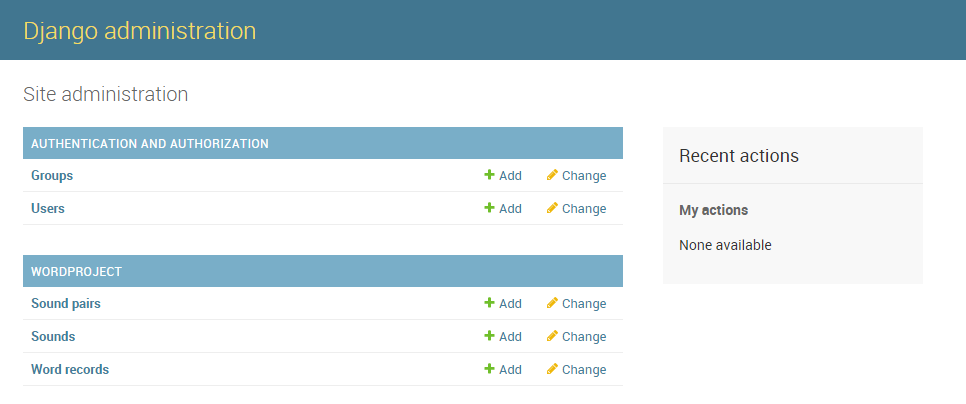 Django administration
Site administration
AUTHENTICATION AND AUTHORIZATION
Groups Add Change
Users Add Change
WORDPROJECT
Sound pairs Add Change
Sounds Add Change
Word records Add Change
Recent actions
My actions
None available